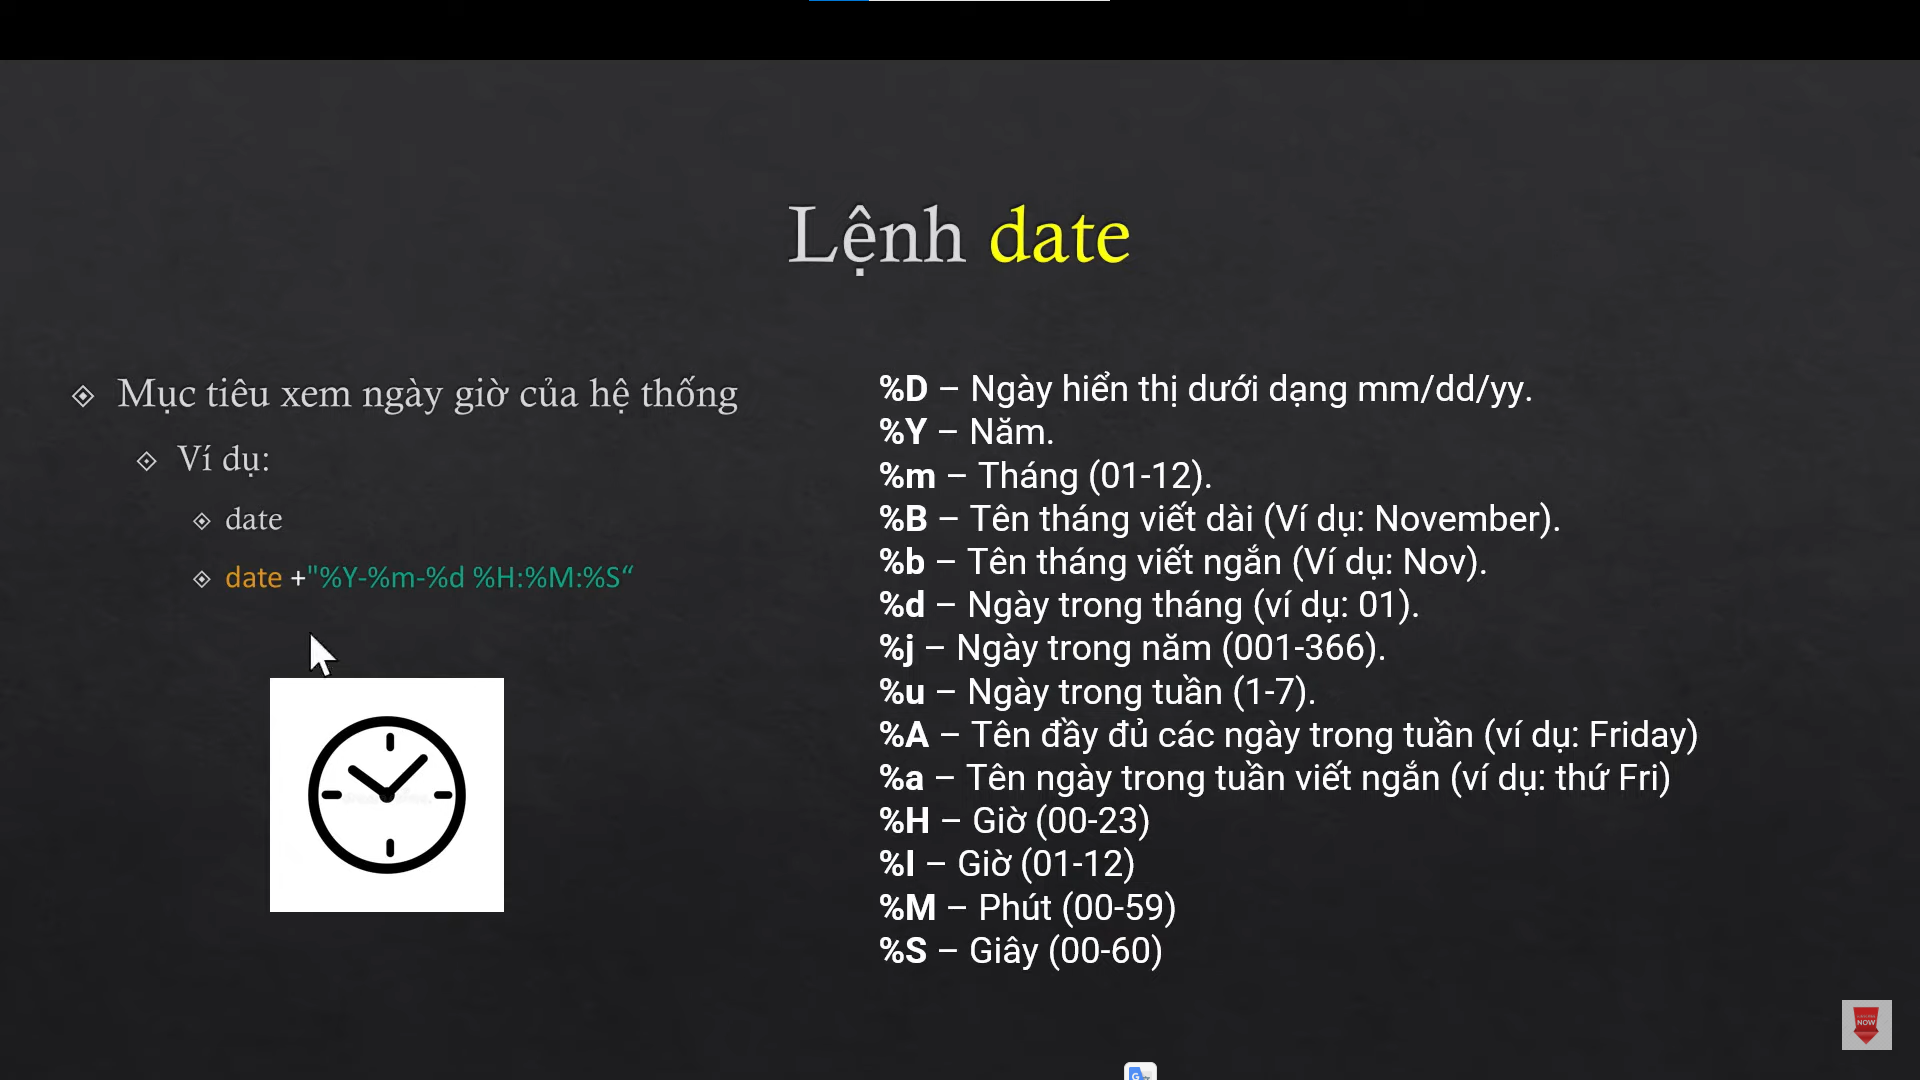 Lệnh date
Mục tiêu xem ngày giờ của hệ thống
Ví dụ:
date
date +"%Y-%m-%d %H:%M:%S“
%D – Ngày hiển thị dưới dạng mm/dd/yy.
%Y – Năm.
%m – Tháng (01-12).
%B – Tên tháng viết dài (Ví dụ: November).
%b – Tên tháng viết ngắn (Ví dụ: Nov).
%d – Ngày trong tháng (ví dụ: 01).
%j – Ngày trong năm (001-366).
%u – Ngày trong tuần (1-7).
%A – Tên đầy đủ các ngày trong tuần (ví dụ: Friday)
%a – Tên ngày trong tuần viết ngắn (ví dụ: thứ Fri)
%H – Giờ (00-23)
%I – Giờ (01-12)
%M – Phút (00-59)
%S – Giây (00-60)
NOW